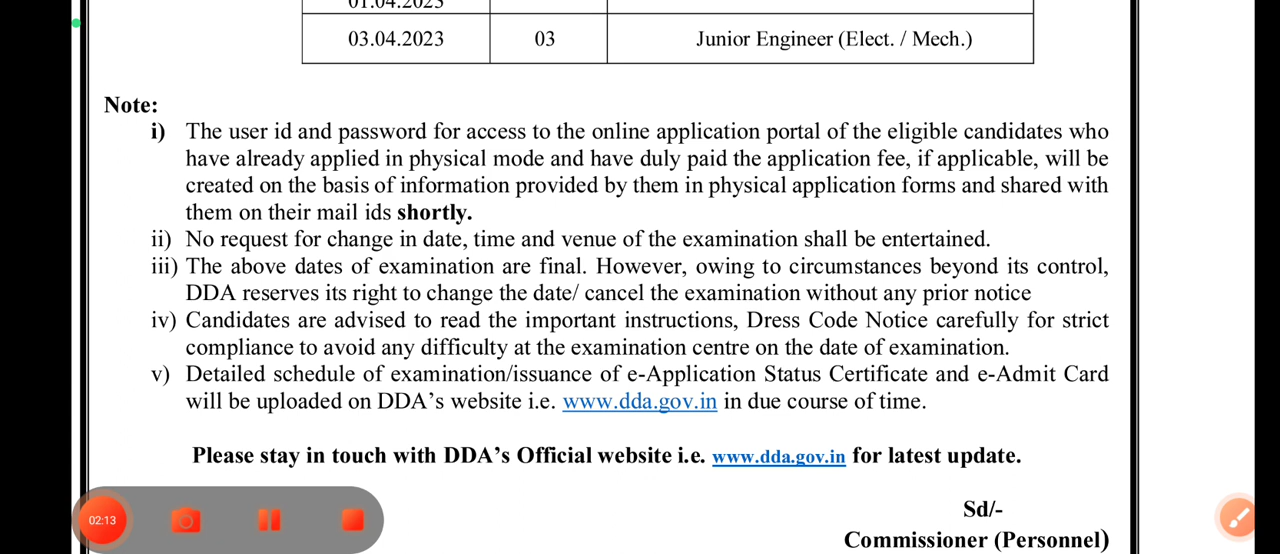 01.04.2023
03.04.2023 03 Junior Engineer (Elect. / Mech.)
Note:
i) The user id and password for access to the online application portal of the eligible candidates who
have already applied in physical mode and have duly paid the application fee, if applicable, will be
created on the basis of information provided by them in physical application forms and shared with
them on their mail ids shortly.
ii) No request for change in date, time and venue of the examination shall be entertained.
iii) The above dates of examination are final. However, owing to circumstances beyond its control,
DDA reserves its right to change the date/ cancel the examination without any prior notice
iv) Candidates are advised to read the important instructions, Dress Code Notice carefully for strict
compliance to avoid any difficulty at the examination centre on the date of examination.
v) Detailed schedule of examination/issuance of e-Application Status Certificate and e-Admit Card
will be uploaded on DDA’s website i.e. www.dda.gov.in in due course of time.
Please stay in touch with DDA’s Official website i.e. www.dda.gov.in for latest update.
Sd/-
Commissioner (Personnel)
02:13